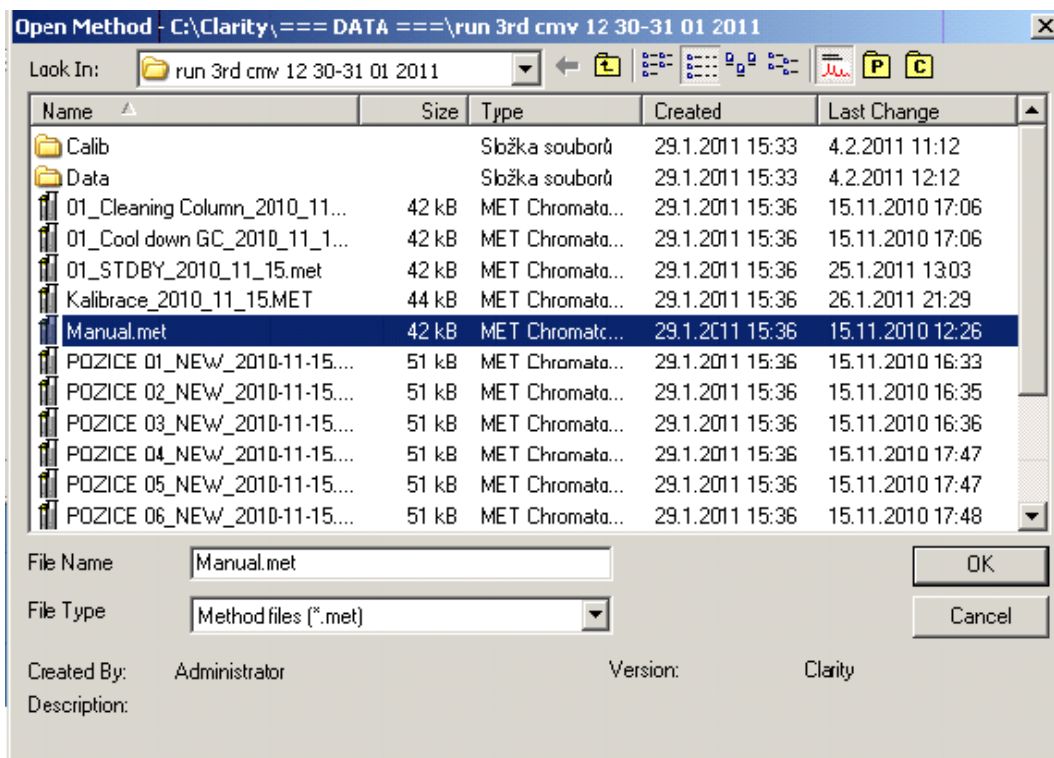 Open Method - C:\Clarity\=== DATA ===\run 3rd cmv 12 30-31 01 2011
Look In: run 3rd cmv 12 30-31 01 2011 P C
Name Size Type Created Last Change
Calib Složka souborů 29.1.2011 15:33 4.2.2011 11:12
Data Složka souborů 29.1.2011 15:33 4.2.2011 12:12
01_Cleaning Column_2010_11... 42 kB MET Chromato... 29.1.2011 15:36 15.11.2010 17:06
01_Cool down GC_2010_11_1... 42 kB MET Chromato... 29.1.2011 15:36 15.11.2010 17:06
01_STDBY_2010_11_15.met 42 kB MET Chromato... 29.1.2011 15:36 25.1.2011 13:03
Kalibrace_2010_11_15.MET 44 kB MET Chromato... 29.1.2011 15:36 26.1.2011 21:29
Manual.met 42 kB MET Chromato... 29.1.2011 15:36 15.11.2010 12:26
POZICE 01_NEW_2010-11-15.... 51 kB MET Chromato... 29.1.2011 15:36 15.11.2010 16:33
POZICE 02_NEW_2010-11-15.... 51 kB MET Chromato... 29.1.2011 15:36 15.11.2010 16:35
POZICE 03_NEW_2010-11-15.... 51 kB MET Chromato... 29.1.2011 15:36 15.11.2010 16:36
POZICE 04_NEW_2010-11-15.... 51 kB MET Chromato... 29.1.2011 15:36 15.11.2010 17:47
POZICE 05_NEW_2010-11-15.... 51 kB MET Chromato... 29.1.2011 15:36 15.11.2010 17:47
POZICE 06_NEW_2010-11-15.... 51 kB MET Chromato... 29.1.2011 15:36 15.11.2010 17:48
File Name Manual.met OK
File Type Method files (*.met) Cancel
Created By: Administrator Version: Clarity
Description: